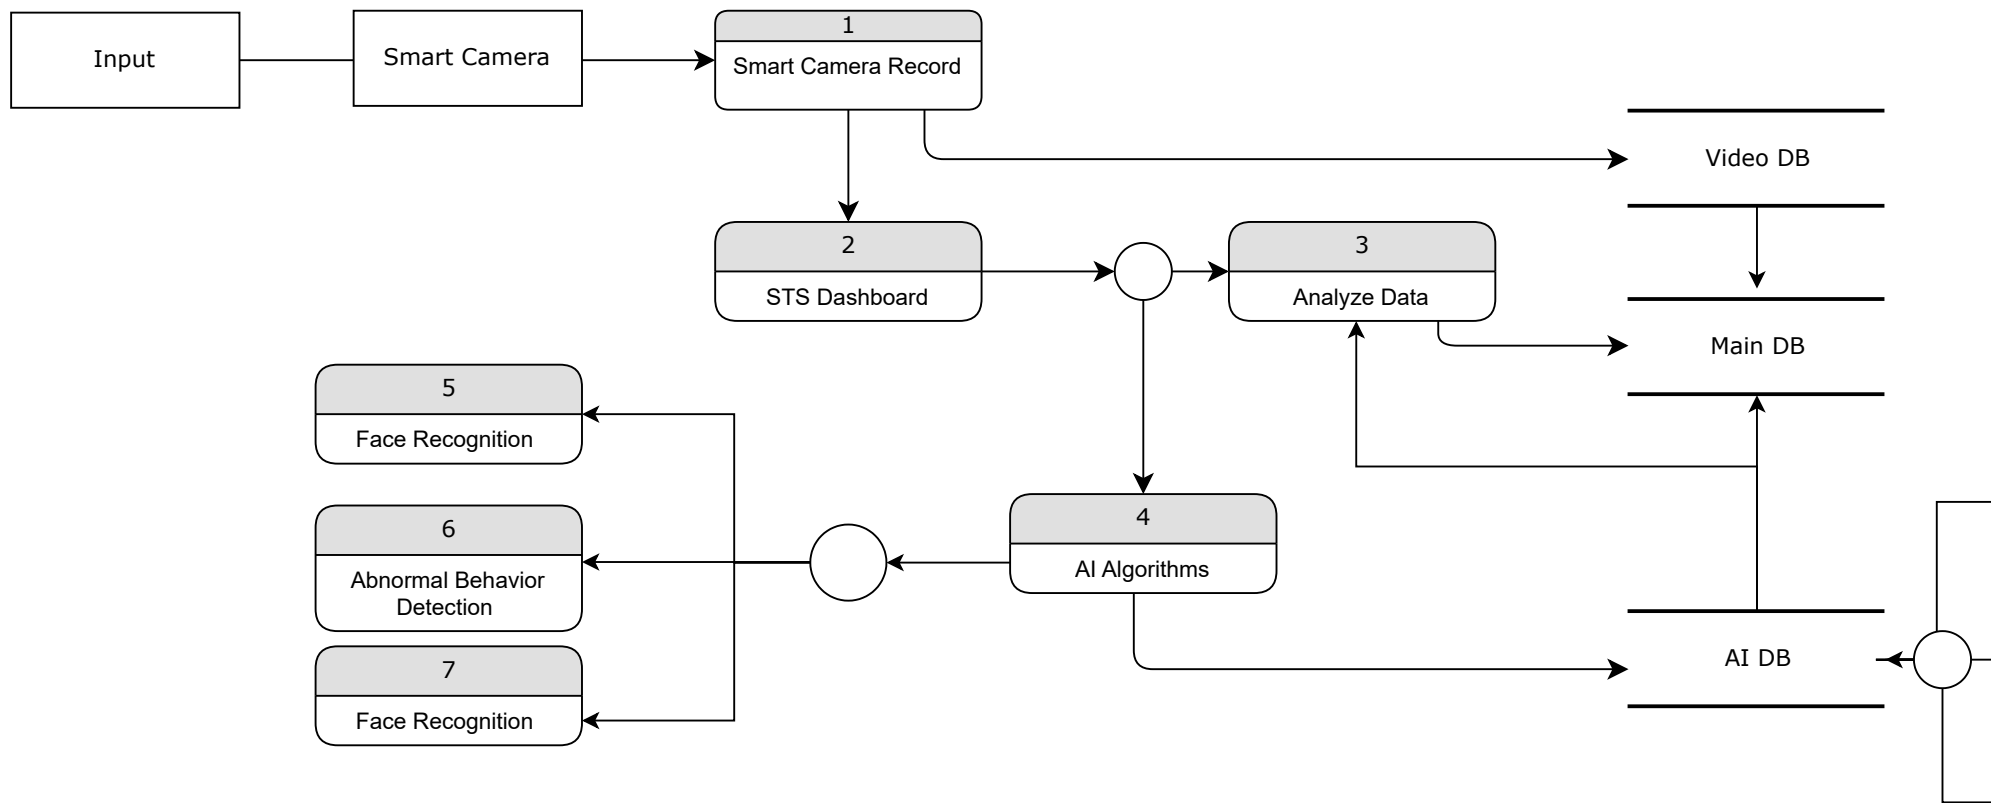 Input
Smart Camera
1
Smart Camera Record
Video DB
2
STS Dashboard
3
Analyze Data
Main DB
5
Face Recognition
4
AI Algorithms
6
Abnormal Behavior
Detection
7
Face Recognition
AI DB